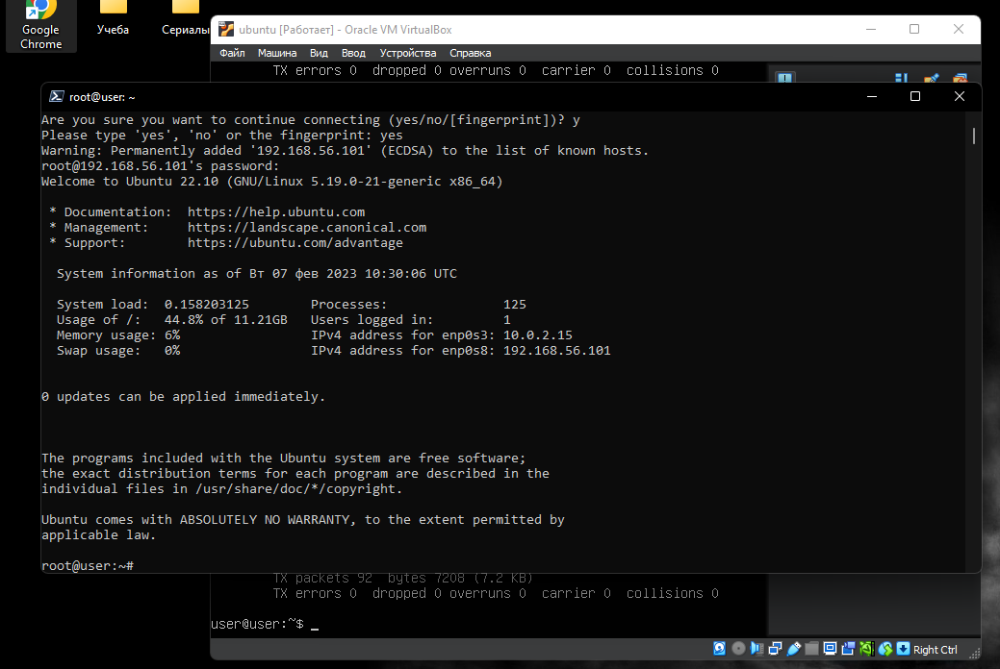 Google
Chrome
Учеба
Сериалы
ubuntu [Работает] - Oracle VM VirtualBox
Файл Машина Вид Ввод Устройства Справка
TX errors 0  dropped 0 overruns 0  carrier 0  collisions 0
root@user: ~
Are you sure you want to continue connecting (yes/no/[fingerprint])? y
Please type 'yes', 'no' or the fingerprint: yes
Warning: Permanently added '192.168.56.101' (ECDSA) to the list of known hosts.
root@192.168.56.101's password:
Welcome to Ubuntu 22.10 (GNU/Linux 5.19.0-21-generic x86_64)
* Documentation:  https://help.ubuntu.com
* Management:     https://landscape.canonical.com
* Support:        https://ubuntu.com/advantage
System information as of Вт 07 фев 2023 10:30:06 UTC
System load:  0.158203125        Processes:               125
Usage of /:   44.8% of 11.21GB   Users logged in:         1
Memory usage: 6%                 IPv4 address for enp0s3: 10.0.2.15
Swap usage:   0%                 IPv4 address for enp0s8: 192.168.56.101
0 updates can be applied immediately.
The programs included with the Ubuntu system are free software;
the exact distribution terms for each program are described in the
individual files in /usr/share/doc/*/copyright.
Ubuntu comes with ABSOLUTELY NO WARRANTY, to the extent permitted by
applicable law.
root@user:~#
TX packets 92  bytes 7208 (7.2 KB)
TX errors 0  dropped 0 overruns 0  carrier 0  collisions 0
user@user:~$ _
Right Ctrl